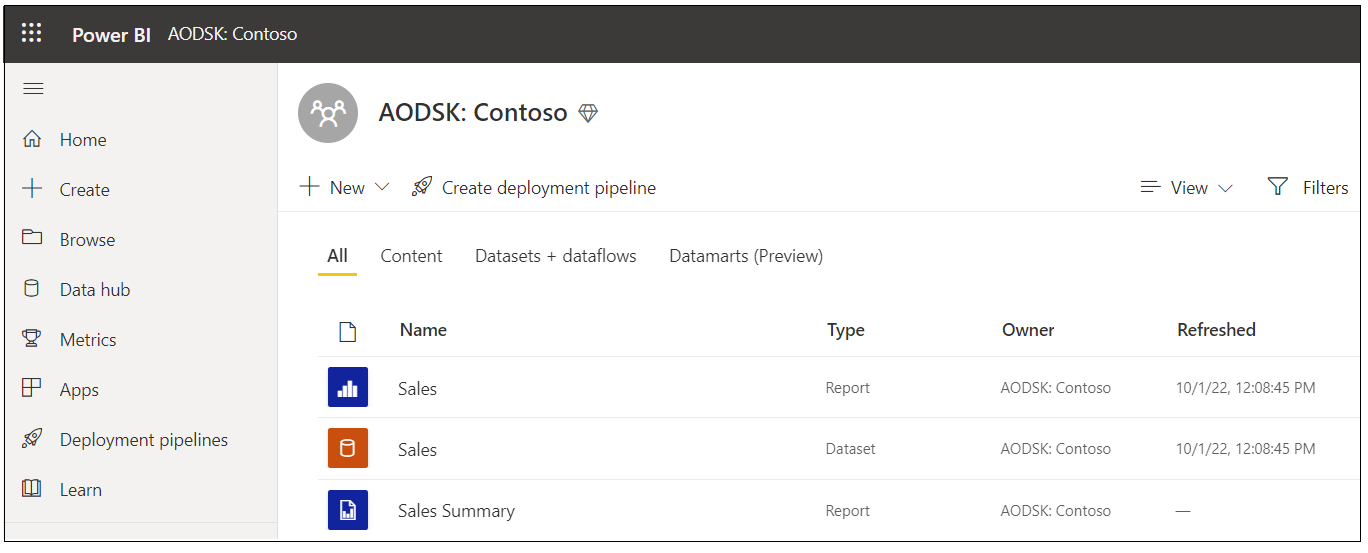 Power BI AODSK: Contoso
Home
Create
Browse
Data hub
Metrics
Apps
Deployment pipelines
Learn
AODSK: Contoso
New Create deployment pipeline View Filters
All Content Datasets + dataflows Datamarts (Preview)
Name Type Owner Refreshed
Sales Report AODSK: Contoso 10/1/22, 12:08:45 PM
Sales Dataset AODSK: Contoso 10/1/22, 12:08:45 PM
Sales Summary Report AODSK: Contoso —